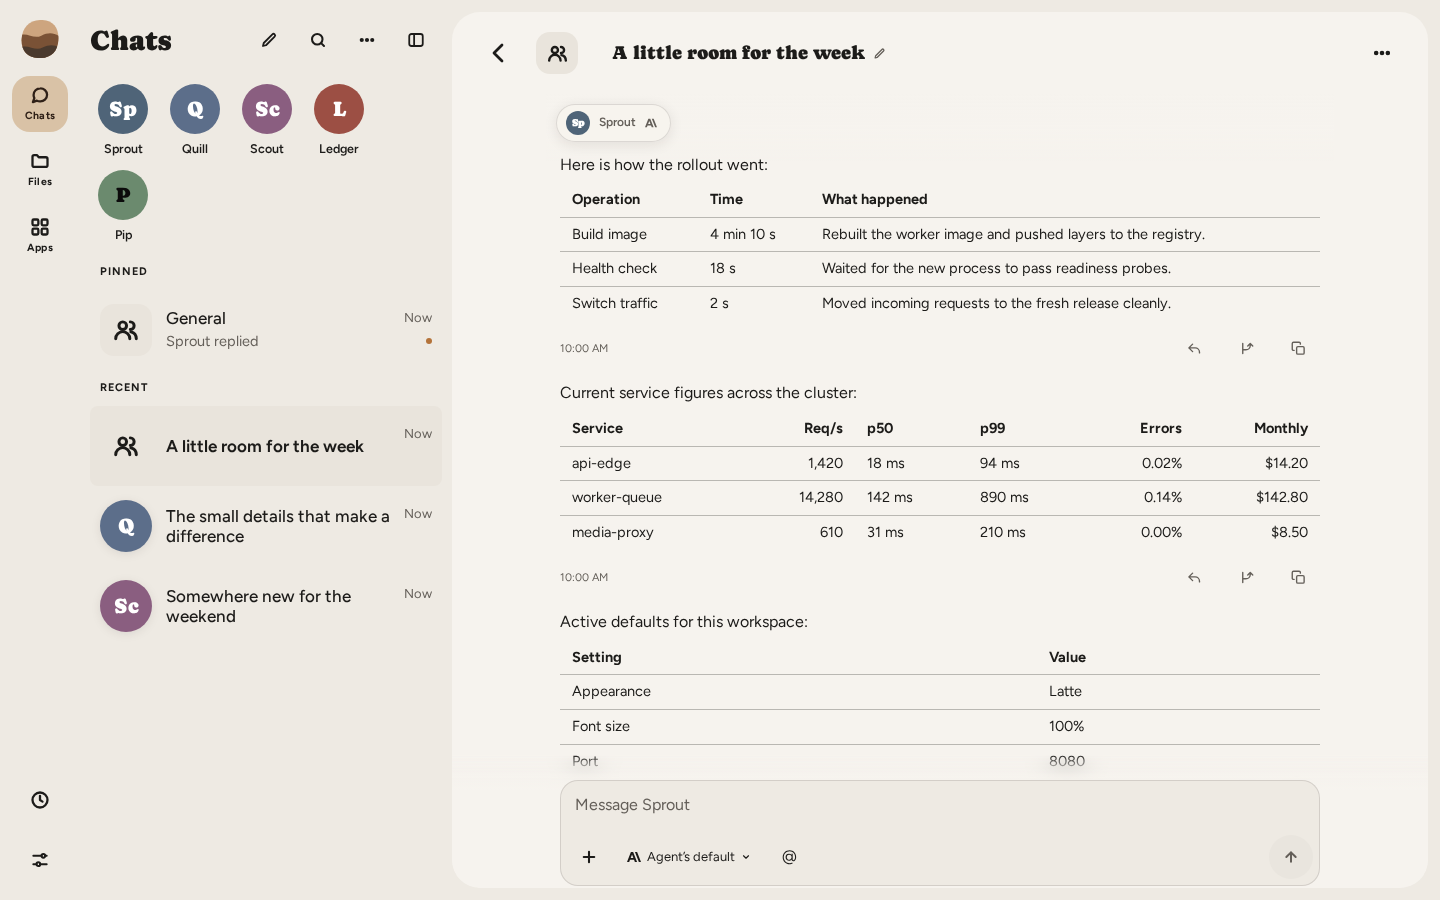 Chats
Chats
Files
Apps
Sp
Sprout
Q
Quill
Sc
Scout
L
Ledger
P
Pip
PINNED
General
Now
Sprout replied
RECENT
A little room for the week
Now
Q
The small details that make a
difference
Now
Sc
Somewhere new for the
weekend
Now
A little room for the week
Sp Sprout
Here is how the rollout went:
Operation Time What happened
Build image 4 min 10 s Rebuilt the worker image and pushed layers to the registry.
Health check 18 s Waited for the new process to pass readiness probes.
Switch traffic 2 s Moved incoming requests to the fresh release cleanly.
10:00 AM
Current service figures across the cluster:
Service Req/s p50 p99 Errors Monthly
api-edge 1,420 18 ms 94 ms 0.02% $14.20
worker-queue 14,280 142 ms 890 ms 0.14% $142.80
media-proxy 610 31 ms 210 ms 0.00% $8.50
10:00 AM
Active defaults for this workspace:
Setting Value
Appearance Latte
Font size 100%
Port 8080
Message Sprout
Agent’s default
@